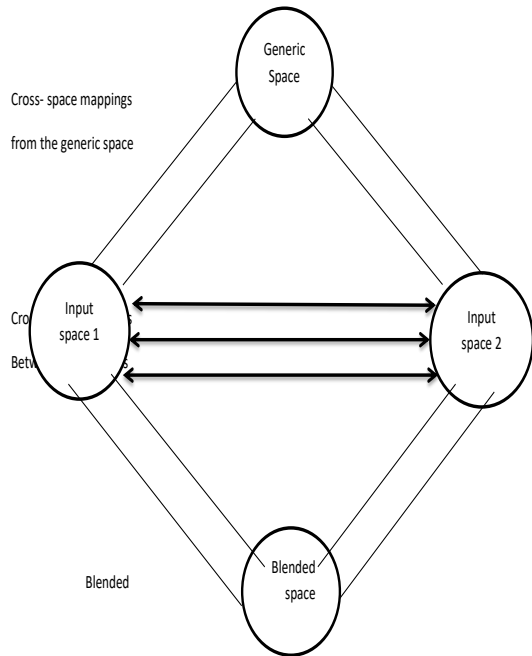 Generic
Space
Cross- space mappings
from the generic space
Input
space 1
Input
space 2
Blended
space
Blended